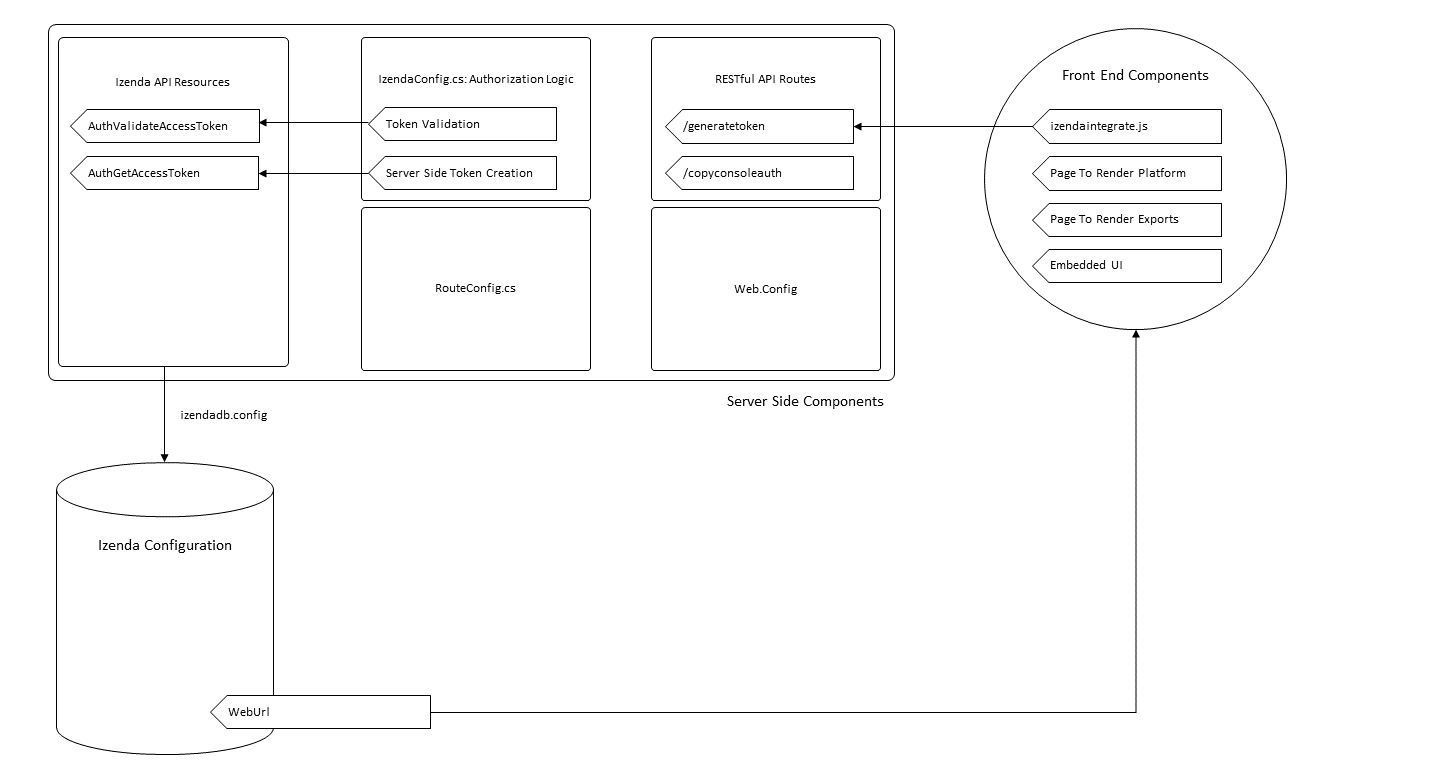 Izenda API Resources
AuthValidateAccessToken
AuthGetAccessToken
IzendaConfig.cs: Authorization Logic
Token Validation
Server Side Token Creation
RouteConfig.cs
RESTful API Routes
/generatetoken
/copyconsoleauth
Web.Config
Server Side Components
Front End Components
izendaintegrate.js
Page To Render Platform
Page To Render Exports
Embedded UI
izendadb.config
Izenda Configuration
WebUrl